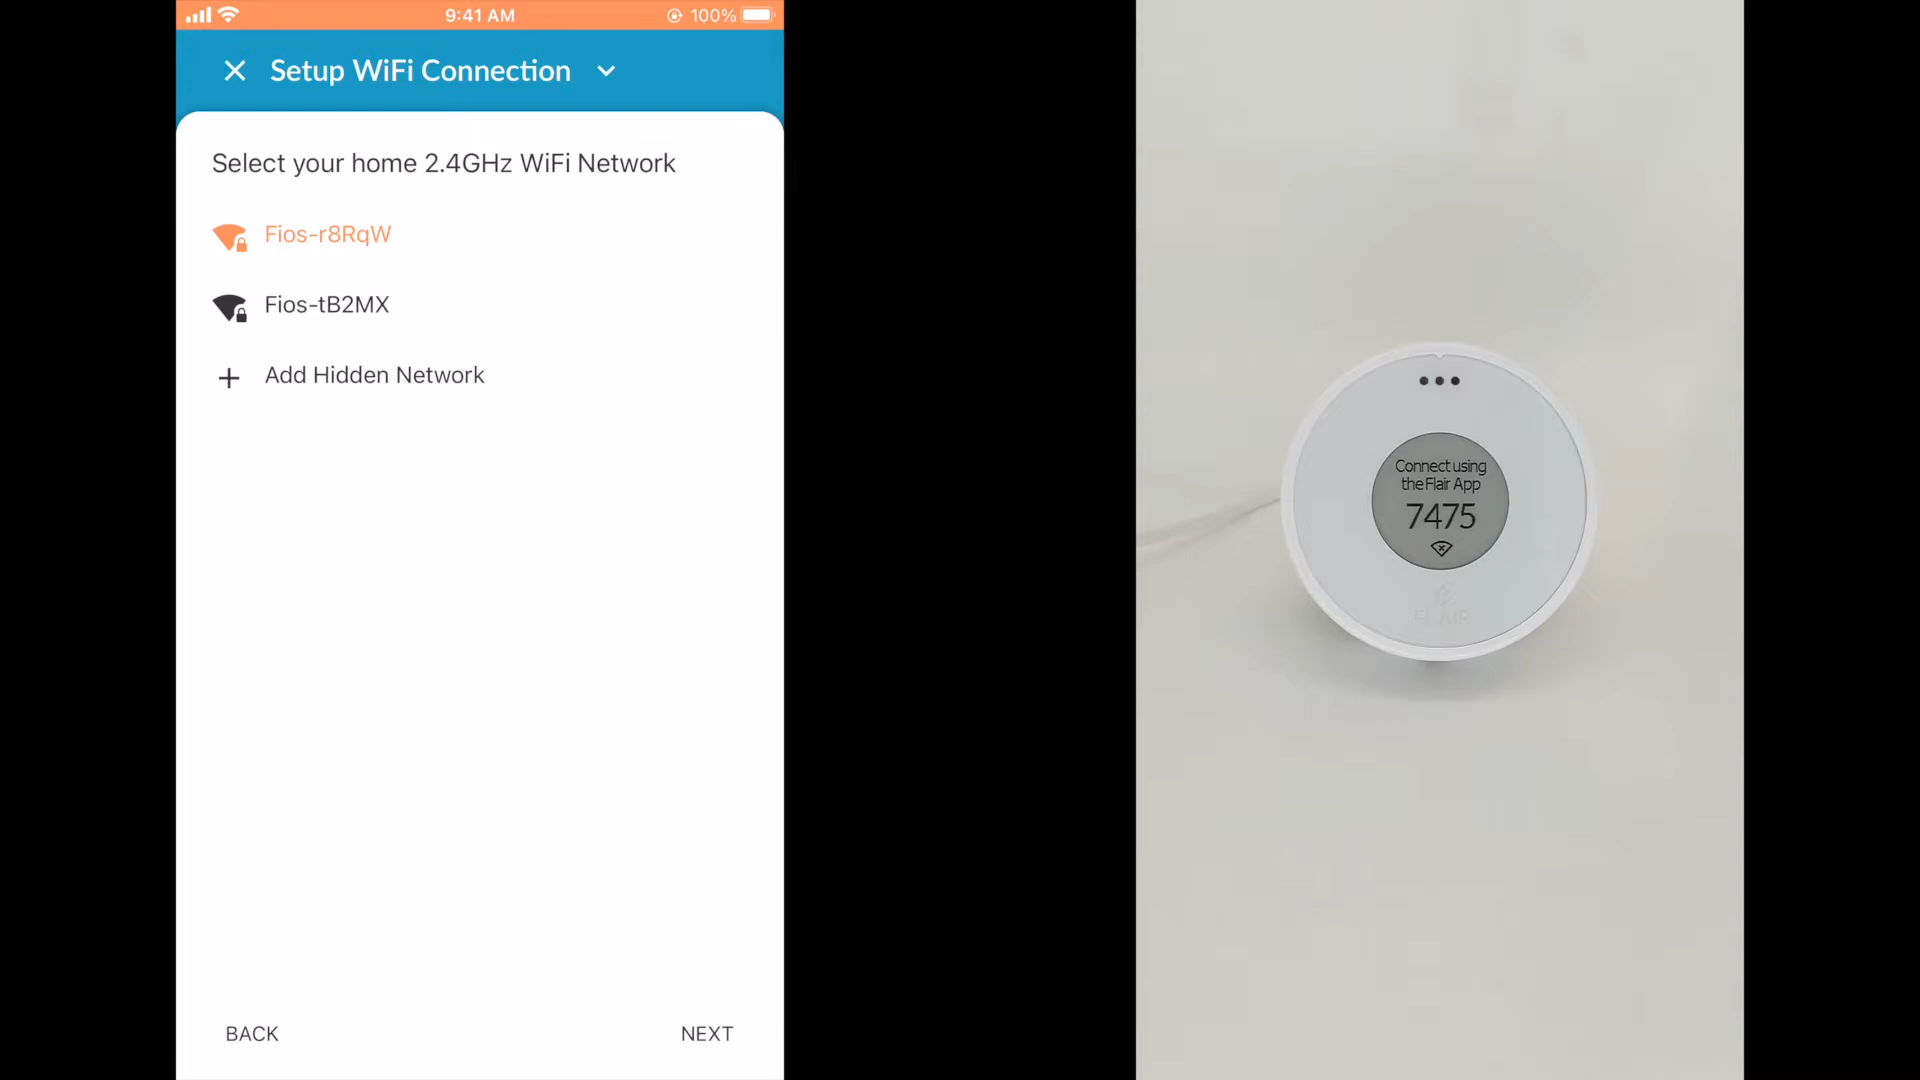 9:41 AM
100%
Setup WiFi Connection
Select your home 2.4GHz WiFi Network
Fios-r8RqW
Fios-tB2MX
Add Hidden Network
BACK
NEXT
Connect using
the Flair App
7475
FLAIR